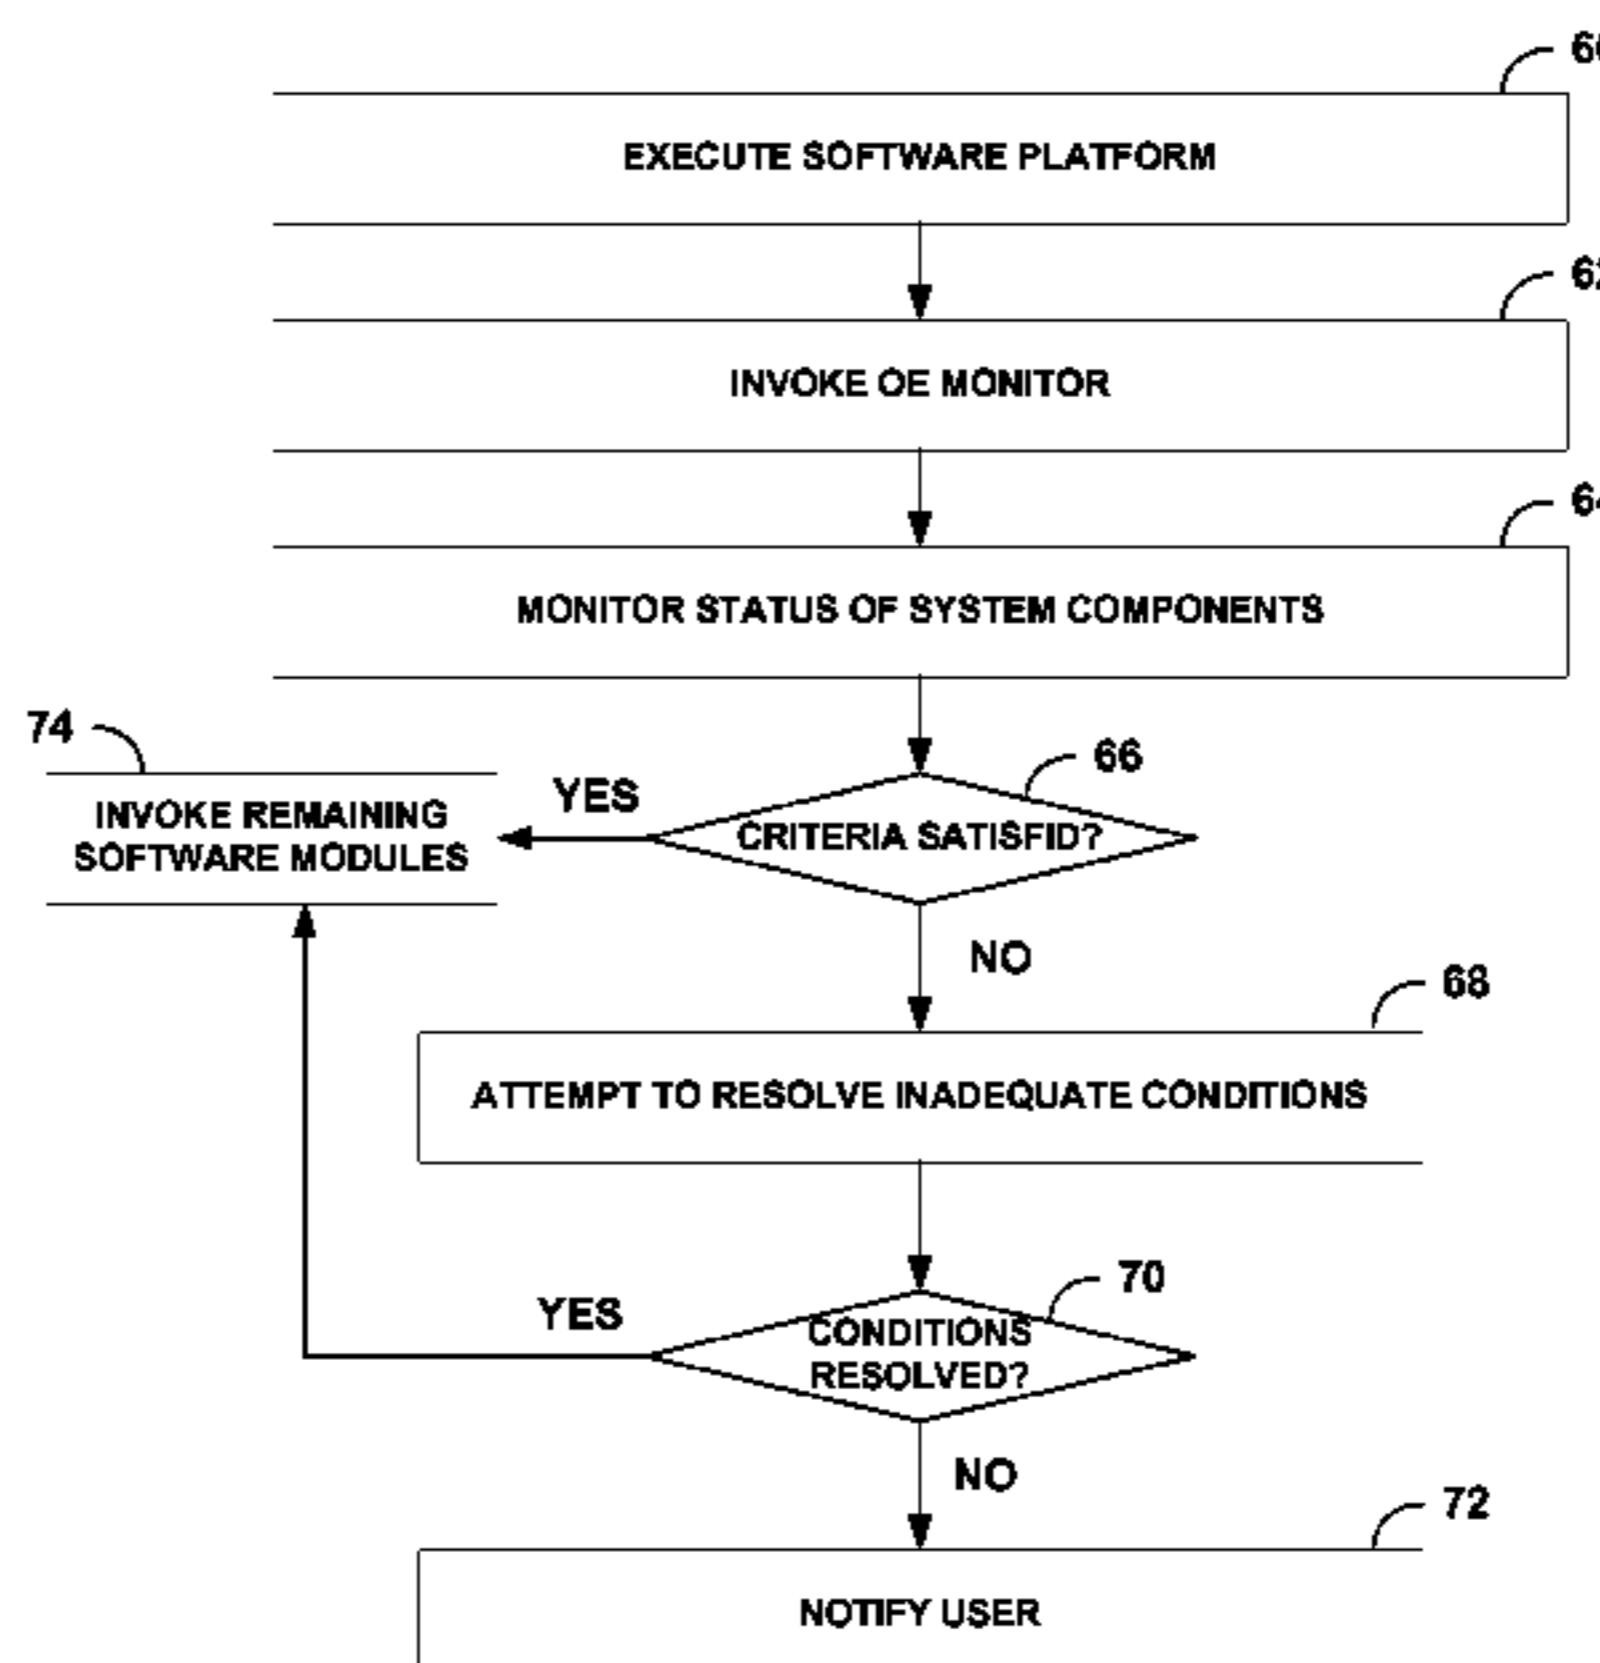 EXECUTE SOFTWARE PLATFORM
INVOKE OE MONITOR
MONITOR STATUS OF SYSTEM COMPONENTS
74
66
INVOKE REMAINING
SOFTWARE MODULES
YES
CRITERIA SATISFID?
NO
68
ATTEMPT TO RESOLVE INADEQUATE CONDITIONS
70
YES
CONDITIONS
RESOLVED?
NO
72
NOTIFY USER